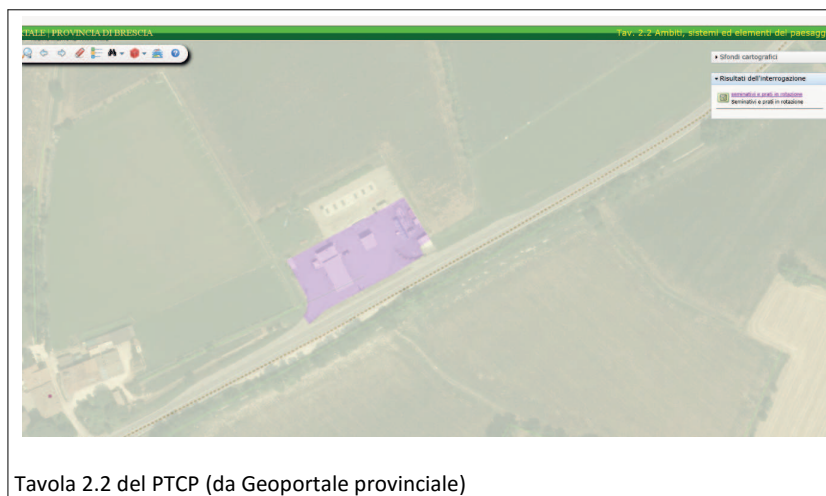 TALE | PROVINCIA DI BRESCIA
Tav. 2.2 Ambiti, sistemi ed elementi del paesagg
Sfondi cartografici
Risultati dell'interrogazione
seminativi e prati in rotazione
Seminativi e prati in rotazione
Tavola 2.2 del PTCP (da Geoportale provinciale)